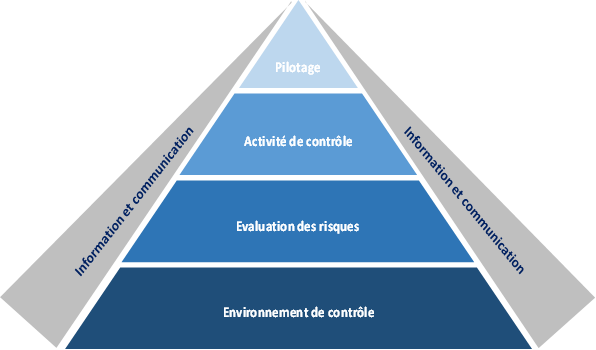 Pilotage
Activité de contrôle
Information et communication
Information et communication
Evaluation des risques
Environnement de contrôle